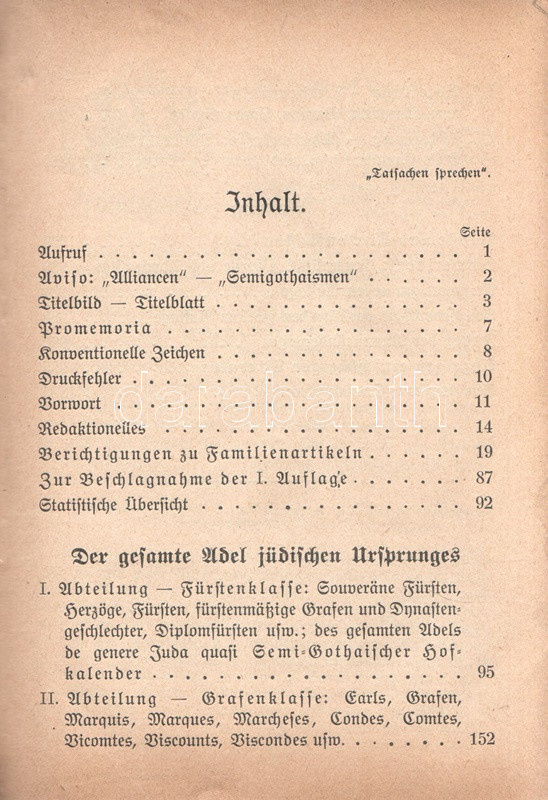 „Tatsachen sprechen".
Inhalt.
Seite
Aufruf . . . . . . . . . . . . . . . . . 1
Aviso: „Alliancen" — „Semigothaismen" . . . . . 2
Titelbild — Titelblatt . . . . . . . . . . . . 3
Promemoria . . . . . . . . . . . . . . 7
Konventionelle Zeichen . . . . . . . . . . . . 8
Druckfehler . . . . . . . . . . . . . . . 10
Vorwort . . . . . . . . . . . . . . . . 11
Redaktionelles . . . . . . . . . . . . . . 14
Berichtigungen zu Familienartikeln . . . . 19
Zur Beschlagnahme der I. Auflage . . . . . 87
Statistische Übersicht . . . . . . . . . . . . 92
darabanth
Der gesamte Adel jüdischen Ursprunges
I. Abteilung — Fürstenklasse: Souveräne Fürsten,
Herzöge, Fürsten, fürstenmäßige Grafen und Dynasten-
geschlechter, Diplomfürsten usw.; des gesamten Adels
de genere Juda quasi Semi-Gothaischer Hof-
kalender . . . . . . . . . . . . . . . 95
II. Abteilung — Grafenklasse: Earls, Grafen,
Marquis, Marques, Marcheses, Condes, Comtes,
Vicomtes, Viscounts, Viscondes usw. . . . . . . . 152